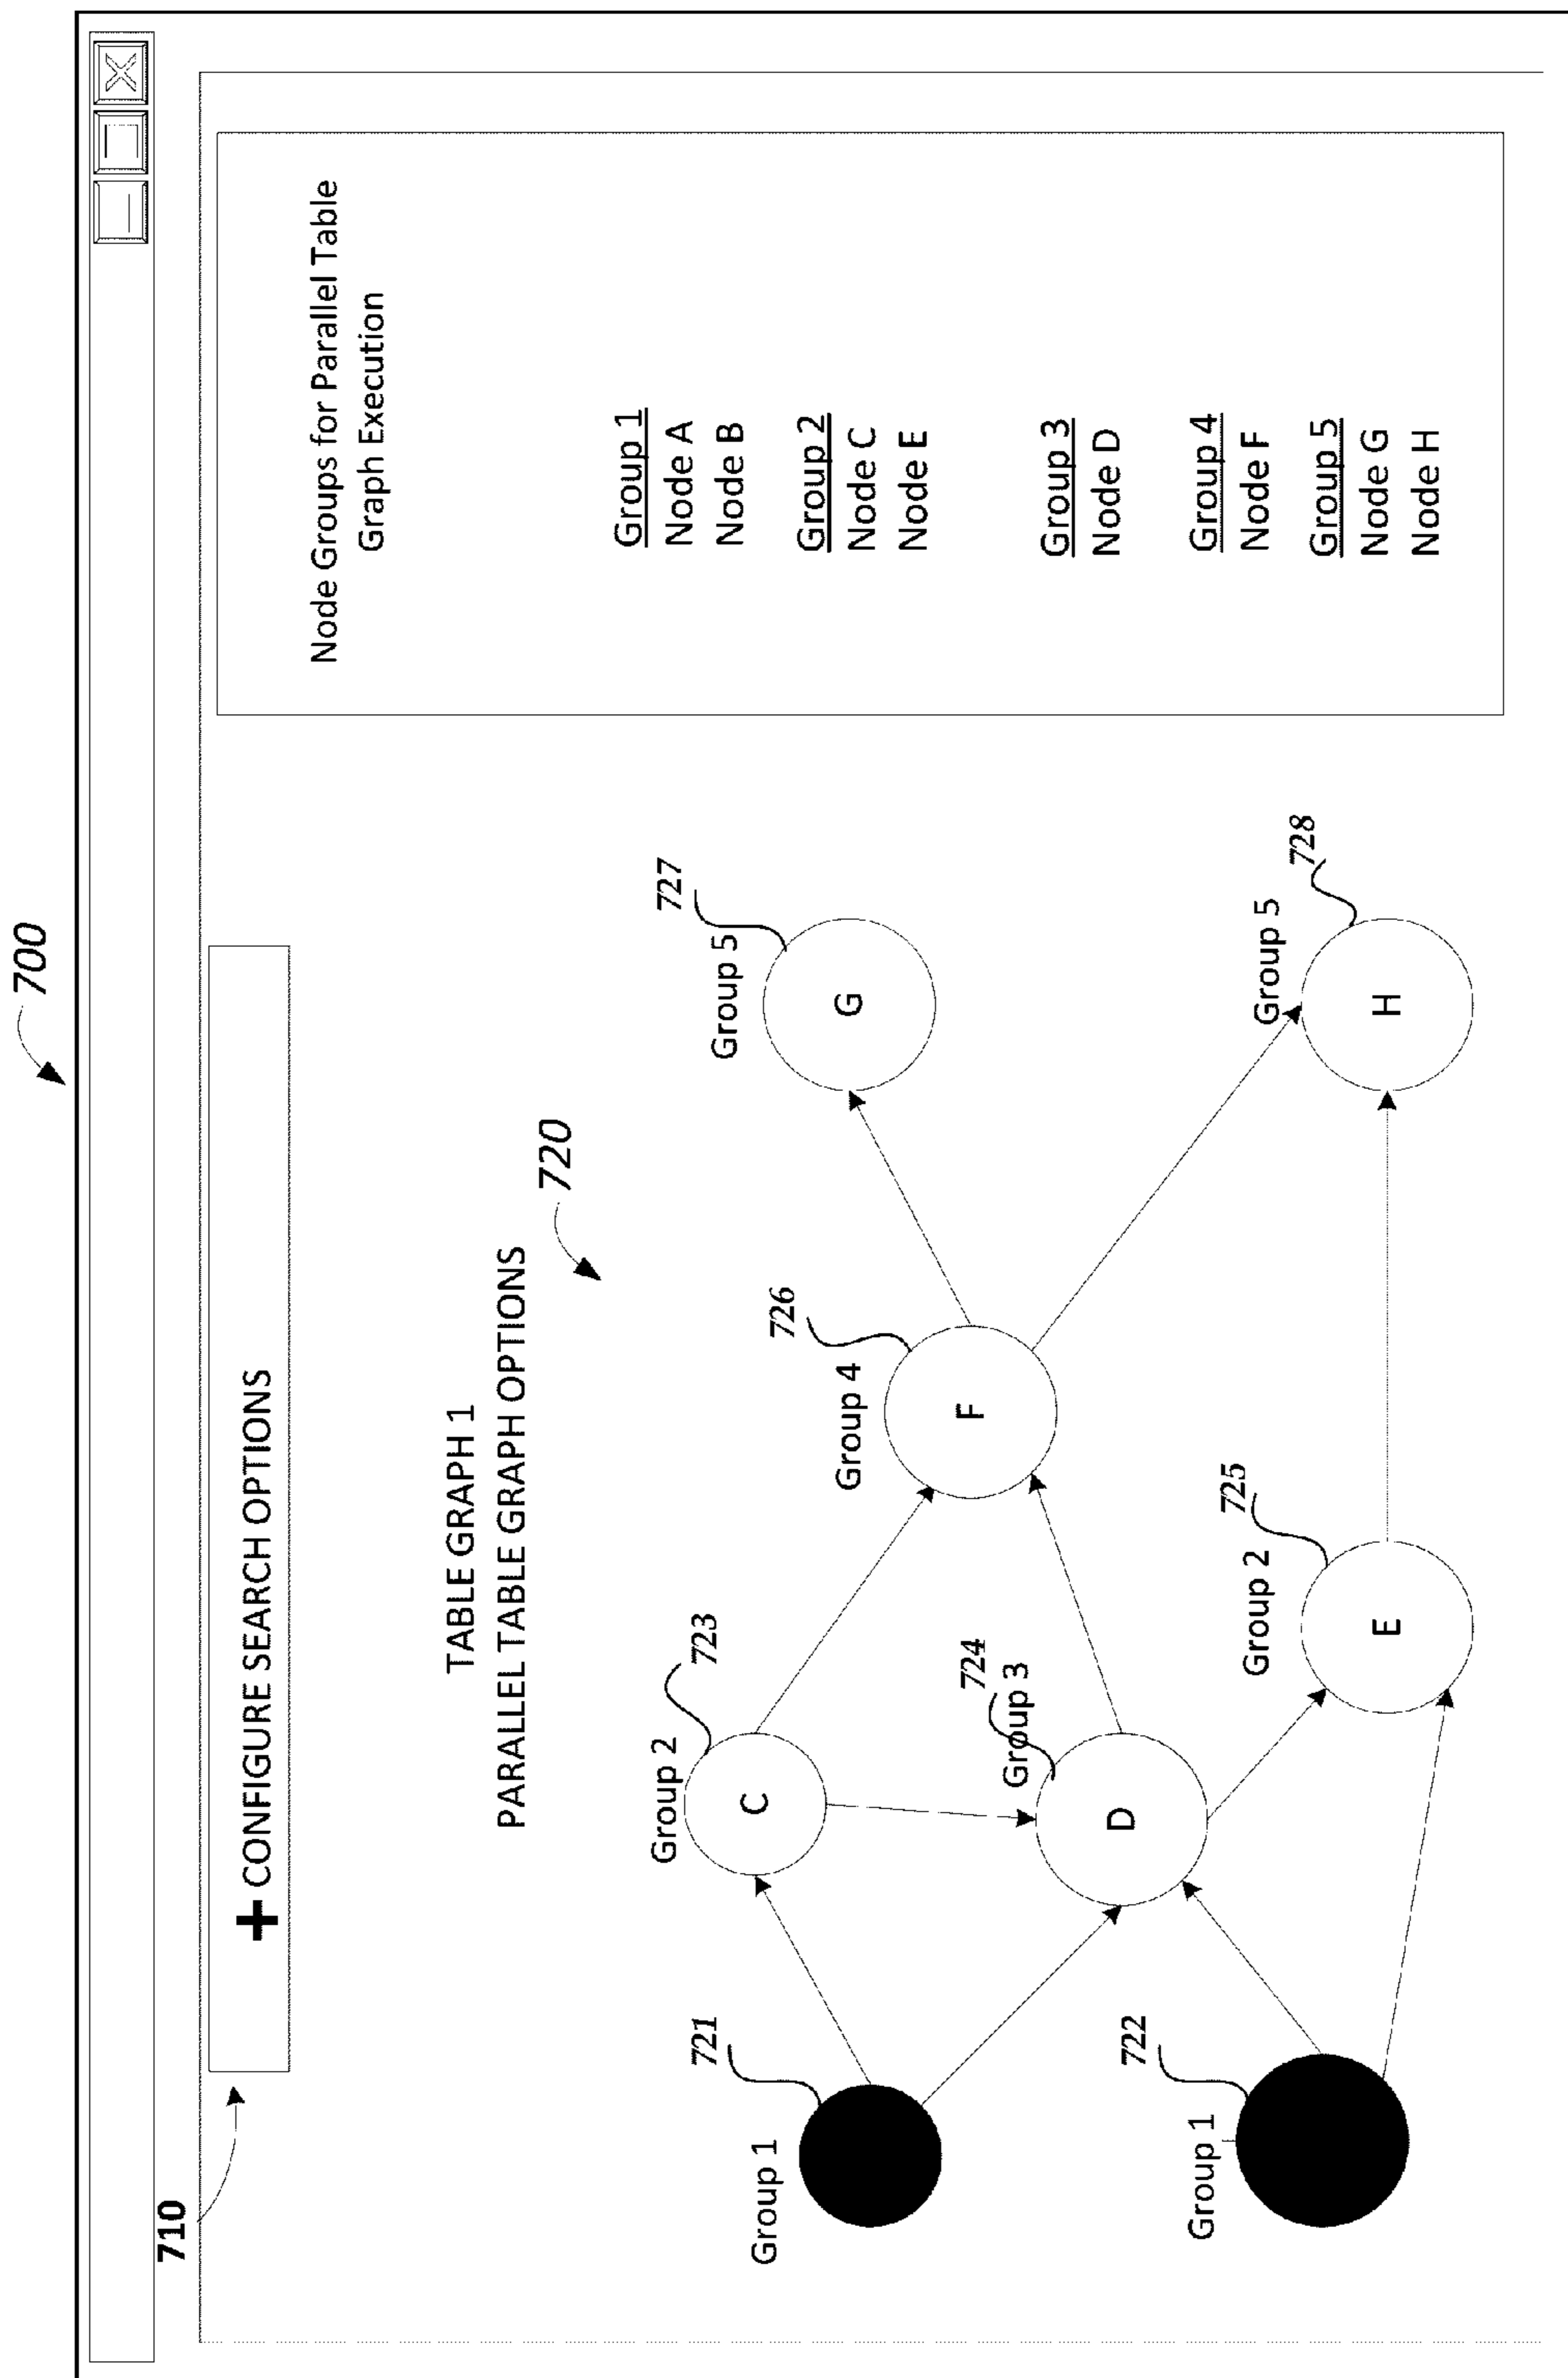 700
710
+ CONFIGURE SEARCH OPTIONS
TABLE GRAPH 1
PARALLEL TABLE GRAPH OPTIONS
720
Group 1
721
Group 1
722
Group 2
723
C
Group 3
724
D
Group 2
725
E
Group 4
726
F
Group 5
727
G
Group 5
728
H
Node Groups for Parallel Table
Graph Execution
Group 1
Node A
Node B
Group 2
Node C
Node E
Group 3
Node D
Group 4
Node F
Group 5
Node G
Node H